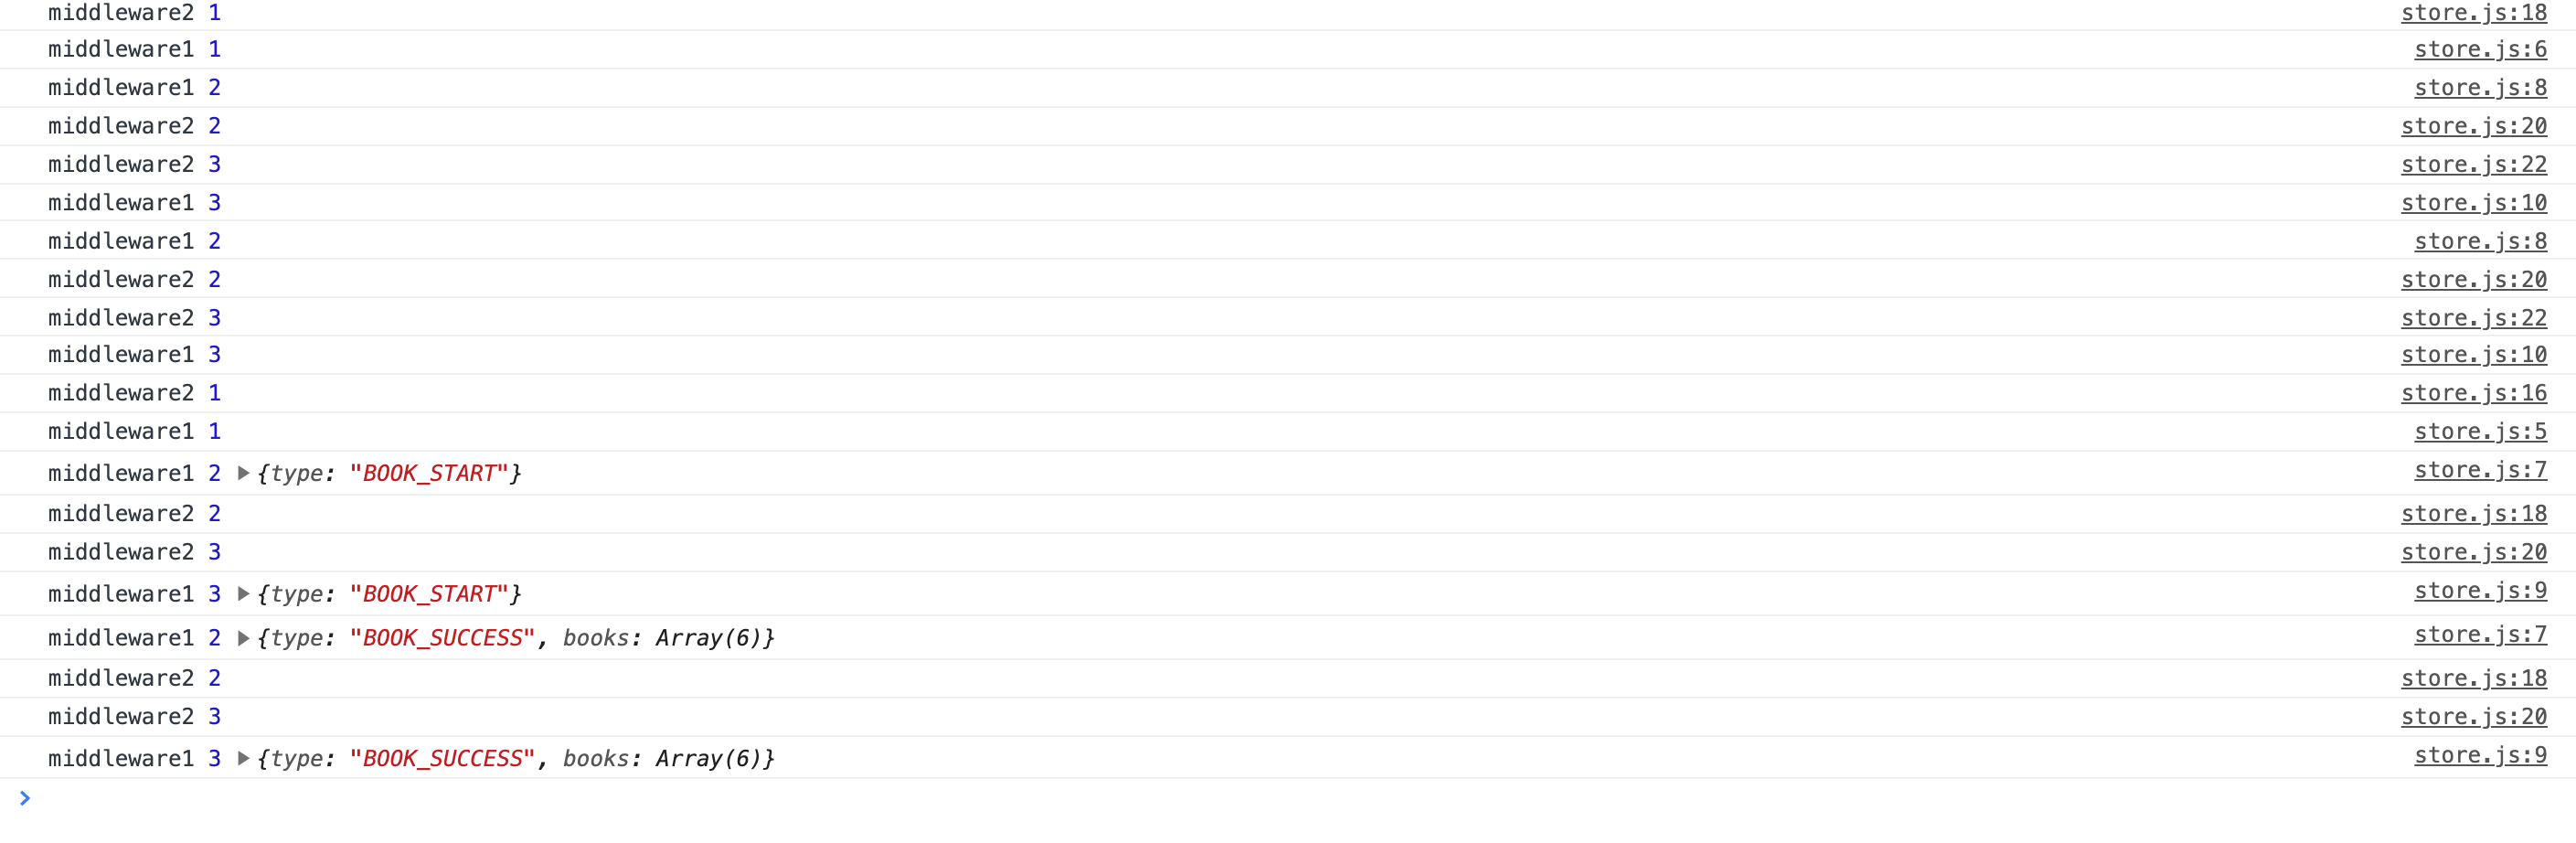 middleware2 1 store.js:18
middleware1 1 store.js:6
middleware1 2 store.js:8
middleware2 2 store.js:20
middleware2 3 store.js:22
middleware1 3 store.js:10
middleware1 2 store.js:8
middleware2 2 store.js:20
middleware2 3 store.js:22
middleware1 3 store.js:10
middleware2 1 store.js:16
middleware1 1 store.js:5
middleware1 2 ▶{type: "BOOK_START"} store.js:7
middleware2 2 store.js:18
middleware2 3 store.js:20
middleware1 3 ▶{type: "BOOK_START"} store.js:9
middleware1 2 ▶{type: "BOOK_SUCCESS", books: Array(6)} store.js:7
middleware2 2 store.js:18
middleware2 3 store.js:20
middleware1 3 ▶{type: "BOOK_SUCCESS", books: Array(6)} store.js:9
>